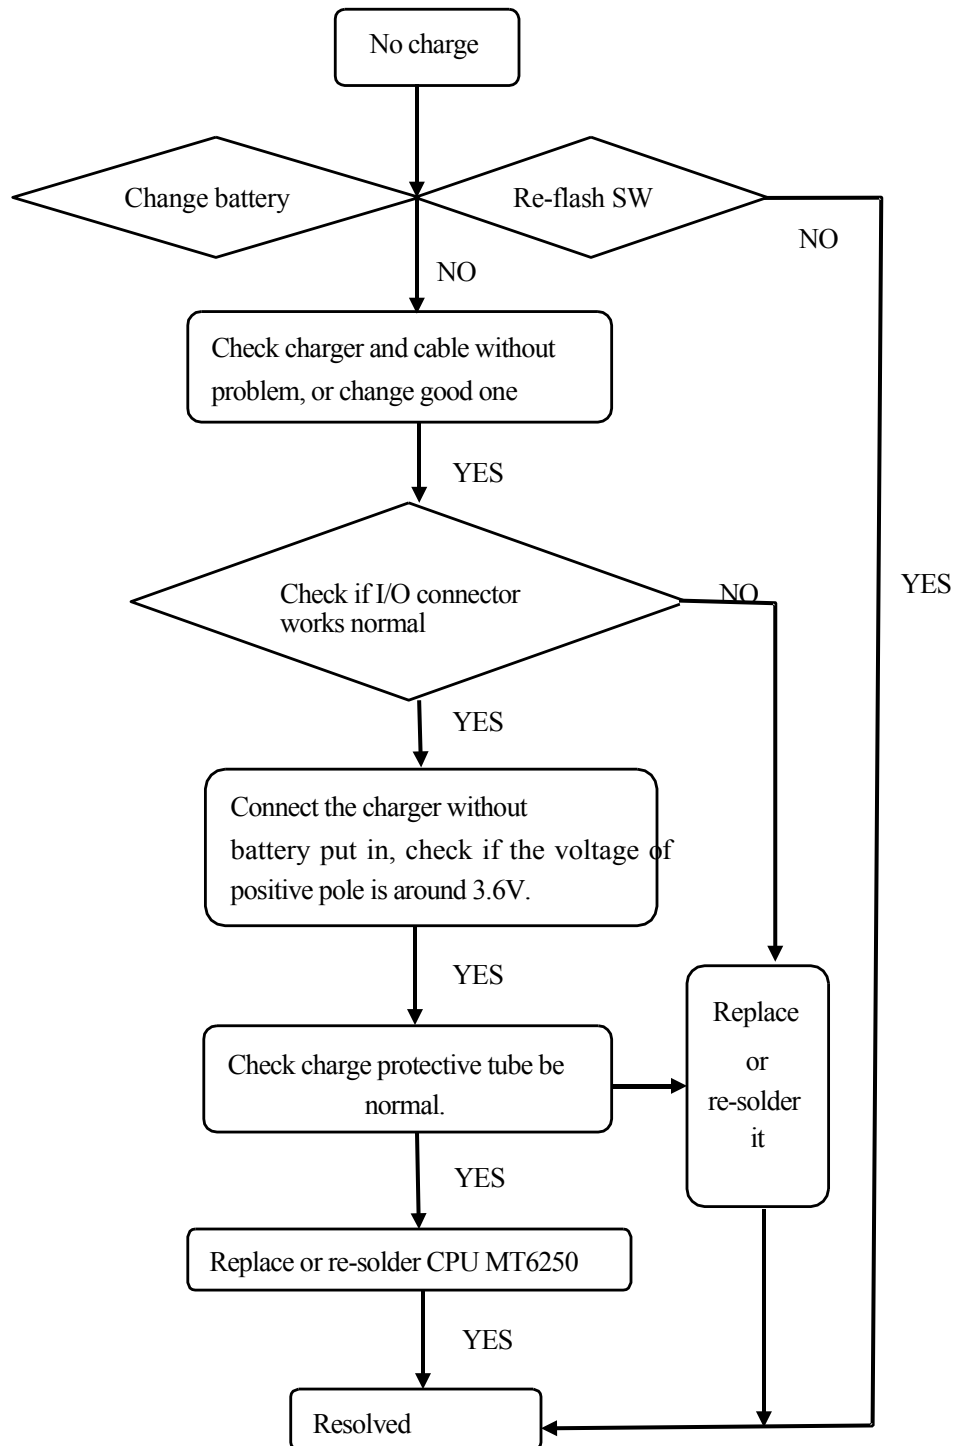 No charge
Change battery
Re-flash SW
NO
NO
Check charger and cable without
problem, or change good one
YES
Check if I/O connector
works normal
NO
YES
YES
Connect the charger without
battery put in, check if the voltage of
positive pole is around 3.6V.
YES
Check charge protective tube be
normal.
Replace
or
re-solder
it
YES
Replace or re-solder CPU MT6250
YES
Resolved